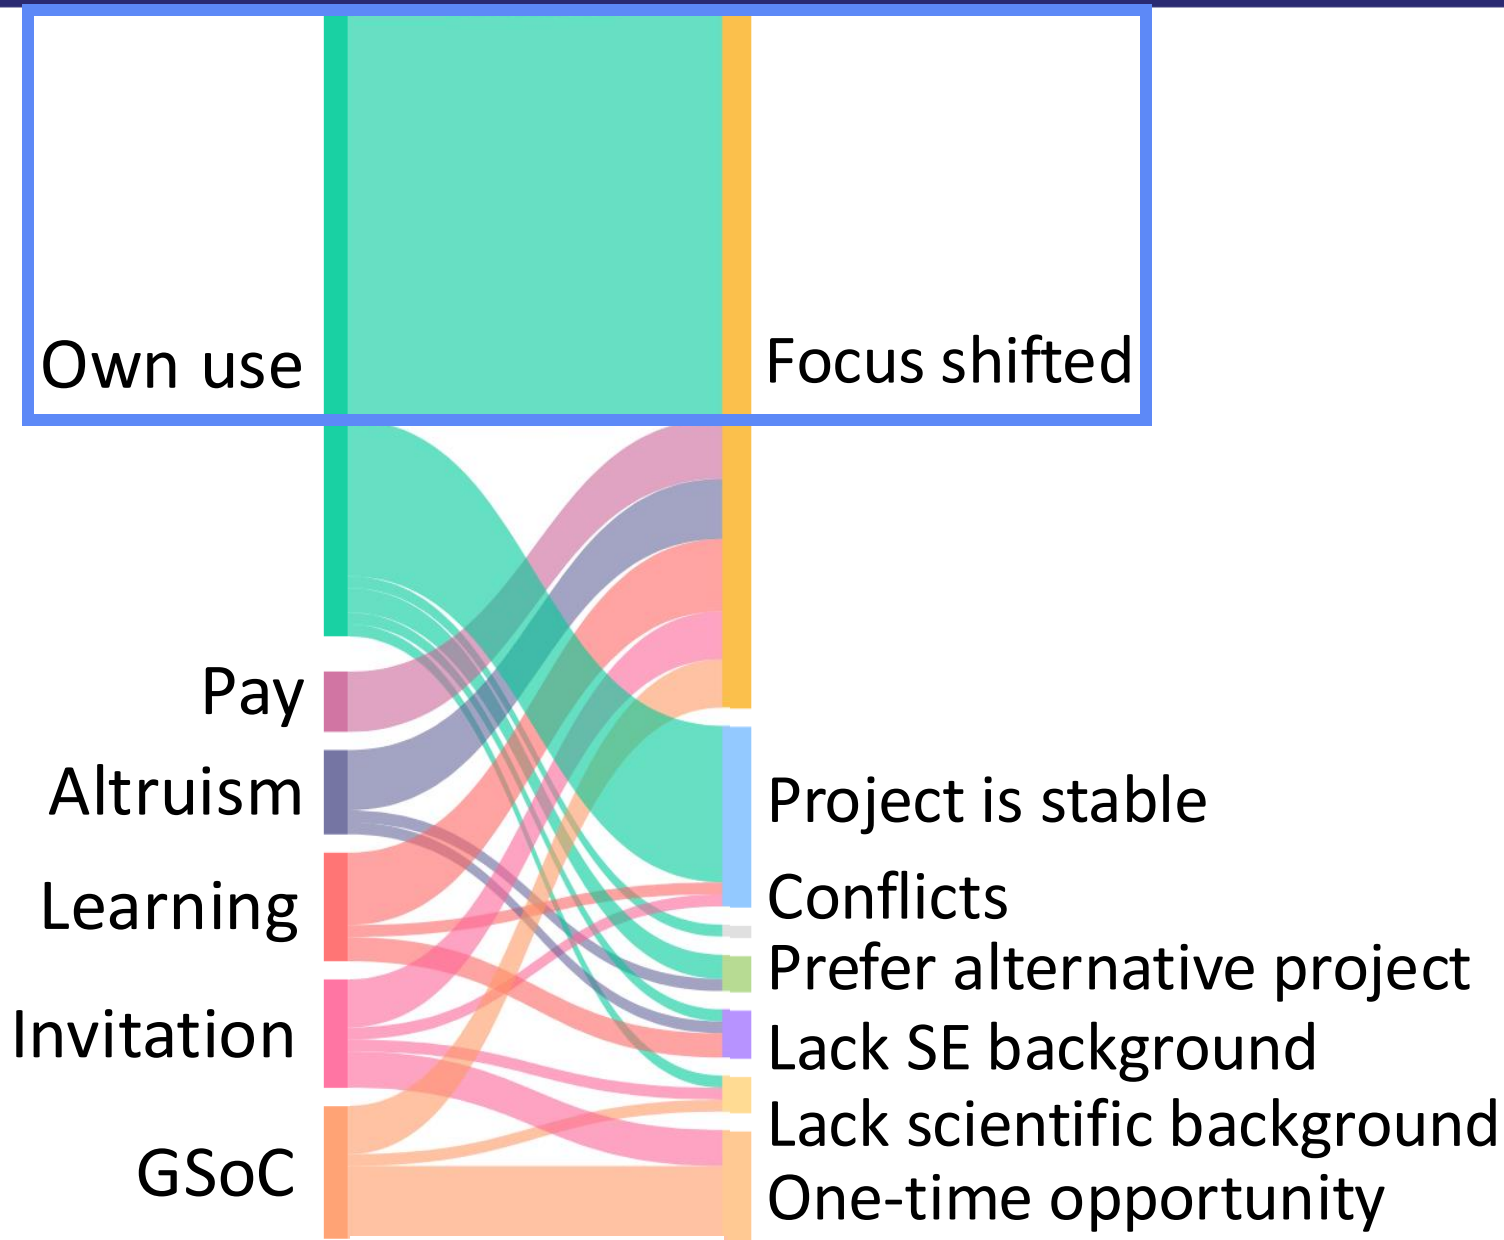 Own use
Focus shifted
Pay
Altruism
Learning
Invitation
GSoC
Project is stable
Conflicts
Prefer alternative project
Lack SE background
Lack scientific background
One-time opportunity